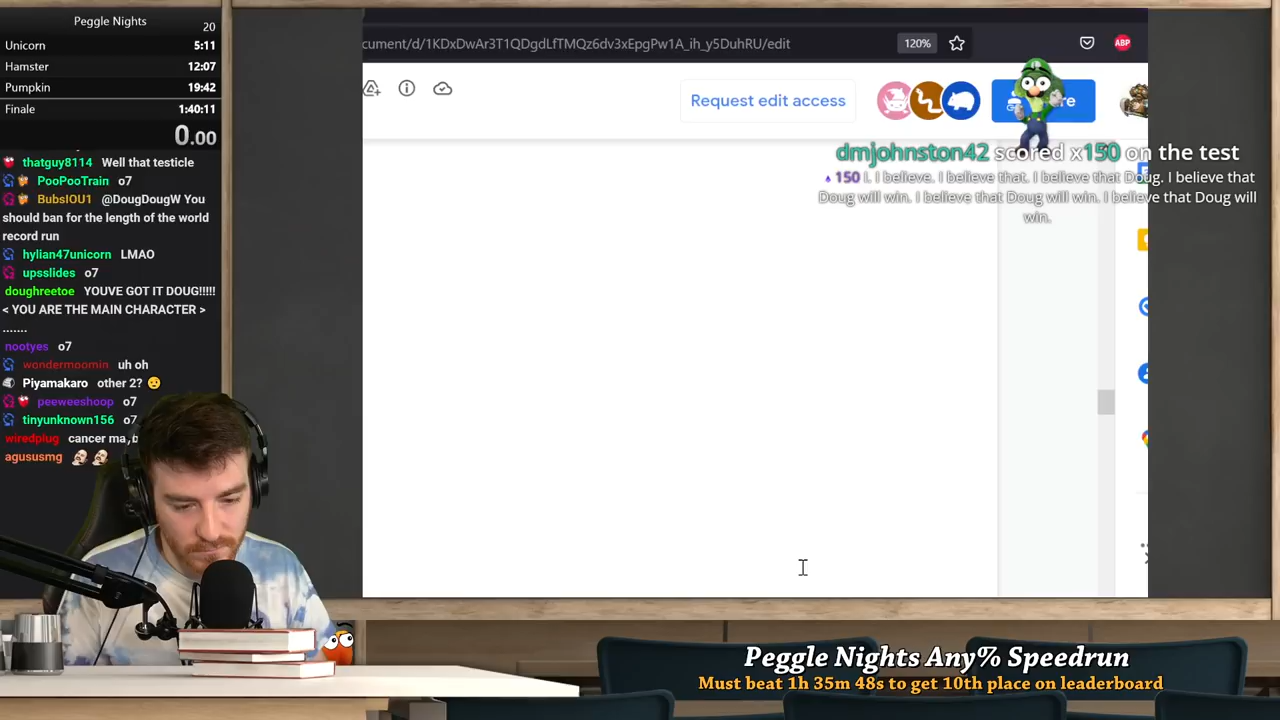 Peggle Nights
20
Unicorn 5:11
Hamster 12:07
Pumpkin 19:42
Finale 1:40:11
0.00
thatguy8114 Well that testicle
PooPooTrain o7
BubsIOU1 @DougDougW You
should ban for the length of the world
record run
hylian47unicorn LMAO
upsslides o7
doughreetoe YOUVE GOT IT DOUG!!!!!
< YOU ARE THE MAIN CHARACTER >
.......
nootyes o7
wondermoomin uh oh
Piyamakaro other 2?
peeweeshoop o7
tinyunknown156 o7
wiredplug cancer ma,b
agususmg
cument/d/1KDxDwAr3T1QDgdLfTMQz6dv3xEpgPw1A_ih_y5DuhRU/edit
120%
ABP
Request edit access
re
dmjohnston42 scored x150 on the test
150 I. I believe. I believe that. I believe that Doug. I believe that
Doug will win. I believe that Doug will win. I believe that Doug will
win.
Peggle Nights Any% Speedrun
Must beat 1h 35m 48s to get 10th place on leaderboard